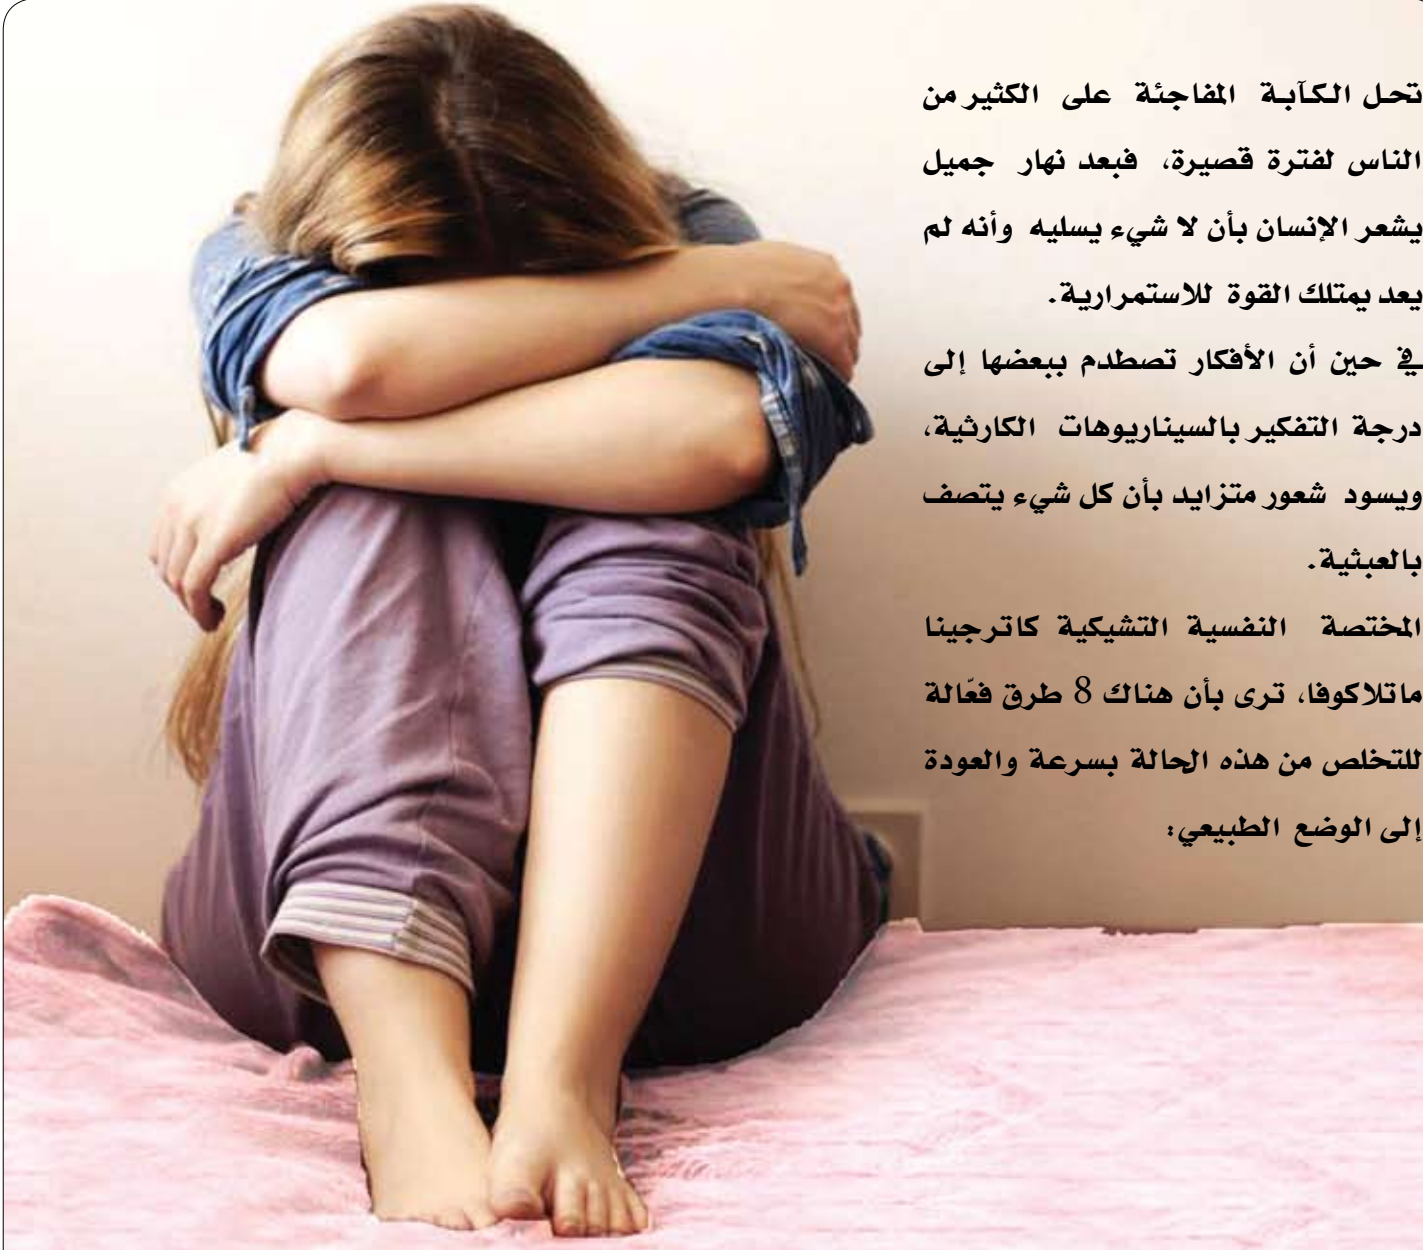 تحل الكآبة المفاجئة على الكثير من
الناس لفترة قصيرة، فبعد نهار جميل
يشعر الإنسان بأن لا شيء يسليه وأنه لم
يعد يمتلك القوة للاستمرارية.
في حين أن الأفكار تصطدم ببعضها إلى
درجة التفكير بالسيناريوهات الكارثية،
ويسود شعور متزايد بأن كل شيء يتصف
بالعبثية.
المختصة النفسية التشيكية كاترجينا
ماتلاكوفا، ترى بأن هناك 8 طرق فعّالة
للتخلص من هذه الحالة بسرعة والعودة
إلى الوضع الطبيعي: